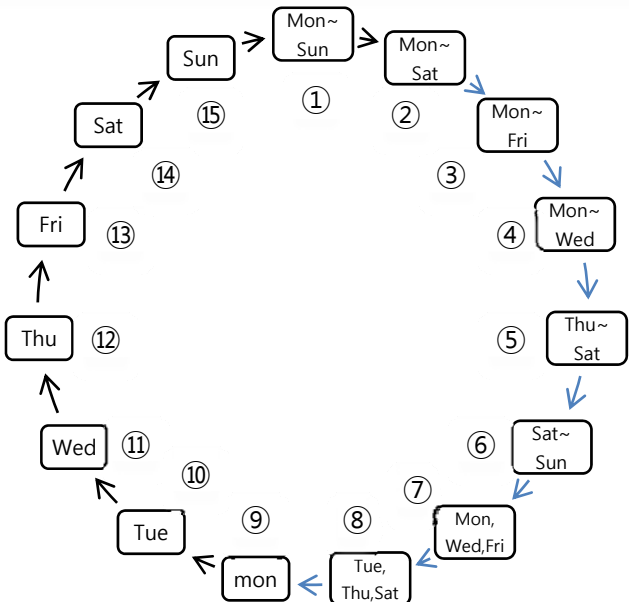 Mon~
Sun
①
Mon~
Sat
②
Mon~
Fri
③
Mon~
Wed
④
Thu~
Sat
⑤
Sat~
Sun
⑥
Mon,
Wed,Fri
⑦
Tue,
Thu,Sat
⑧
mon
⑨
Tue
⑩
Wed
⑪
Thu
⑫
Fri
⑬
Sat
⑭
Sun
⑮